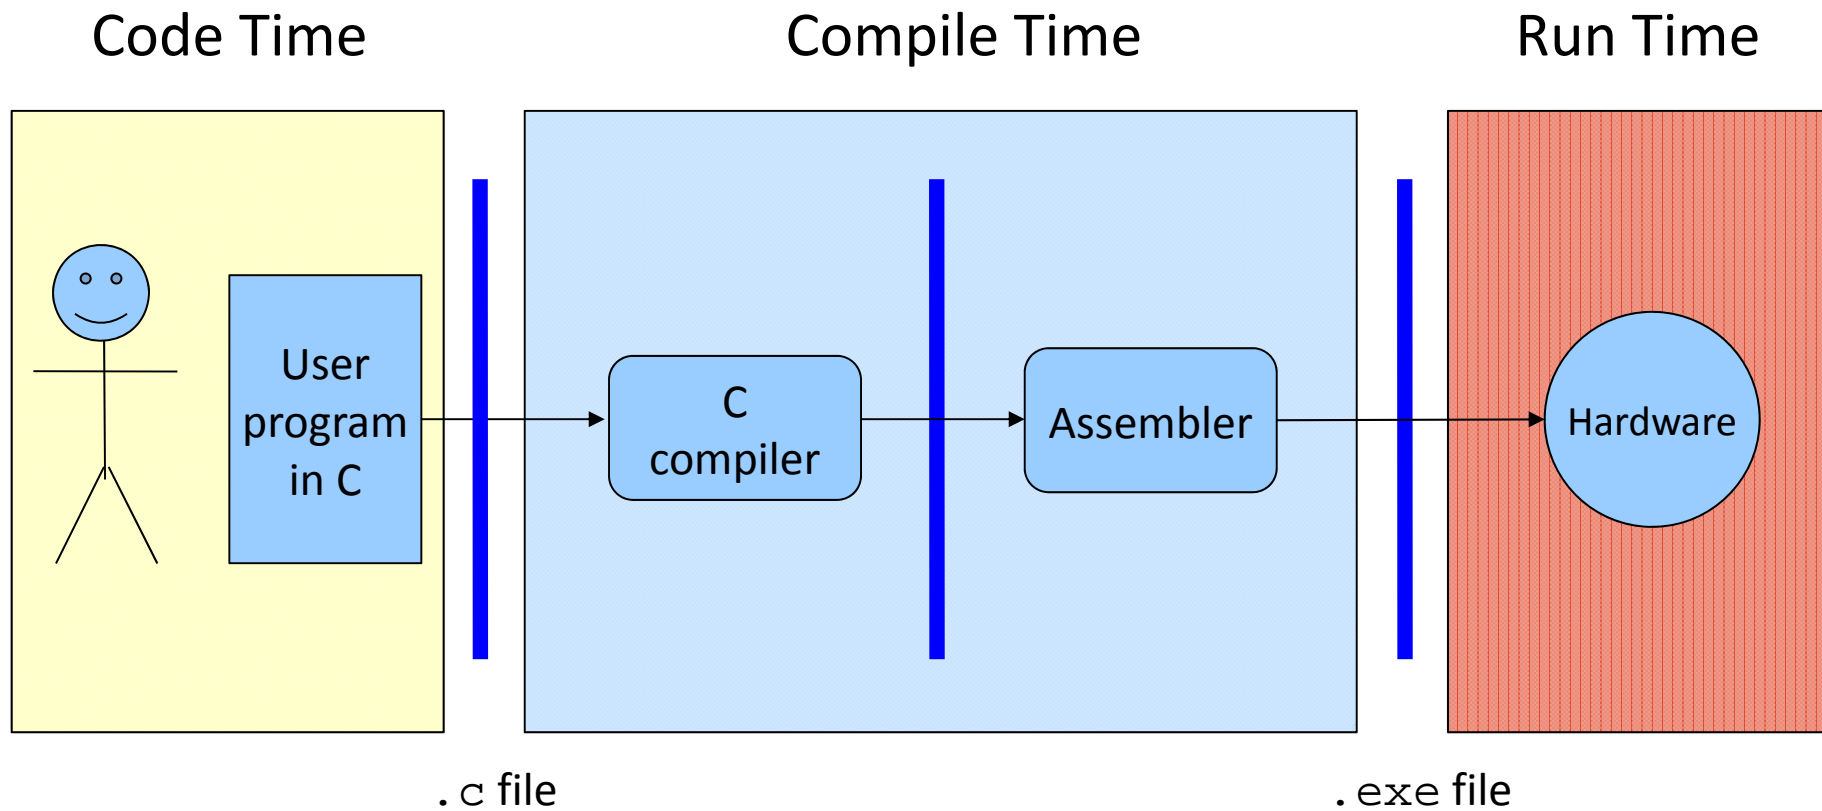 Code Time
Compile Time
Run Time
User
program
in C
C
compiler
Assembler
Hardware
.c file
.exe file